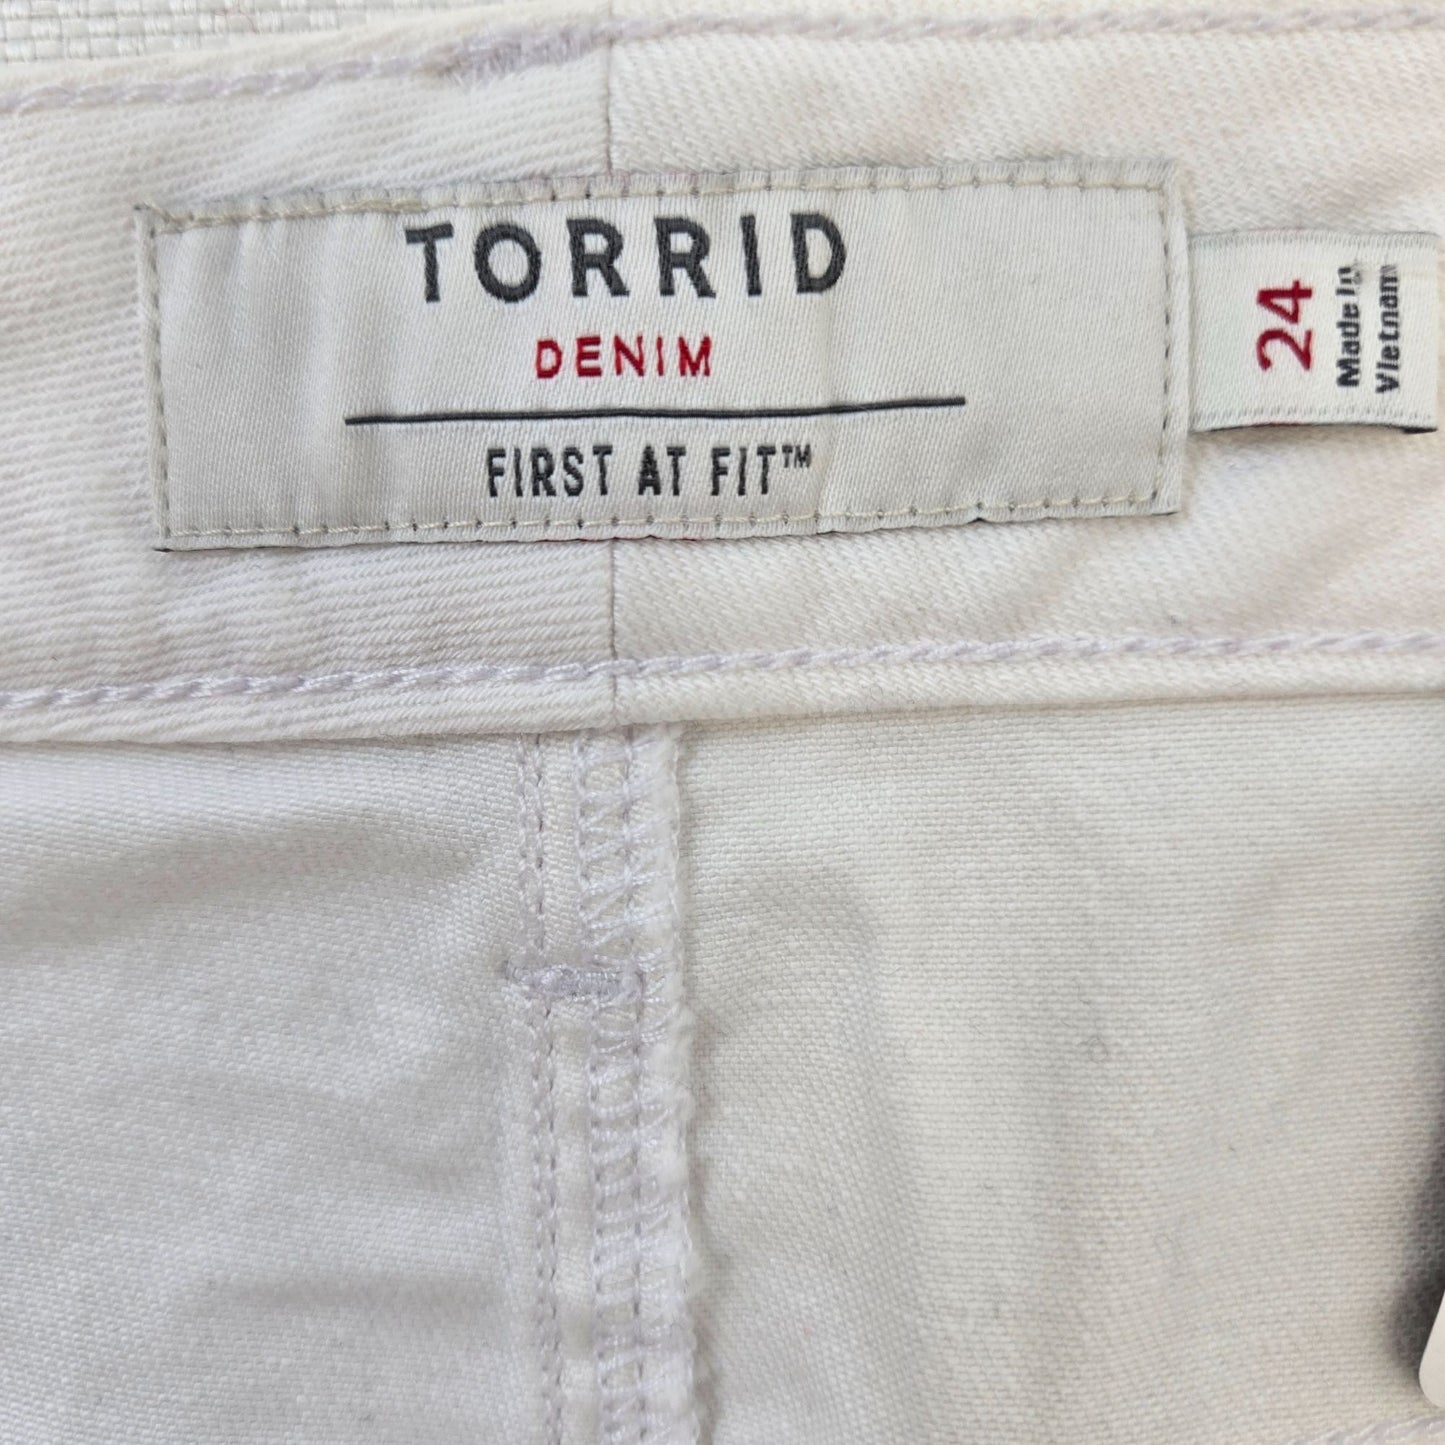 TORRID
DENIM
FIRST AT FIT™
24
Made In
Vietnam